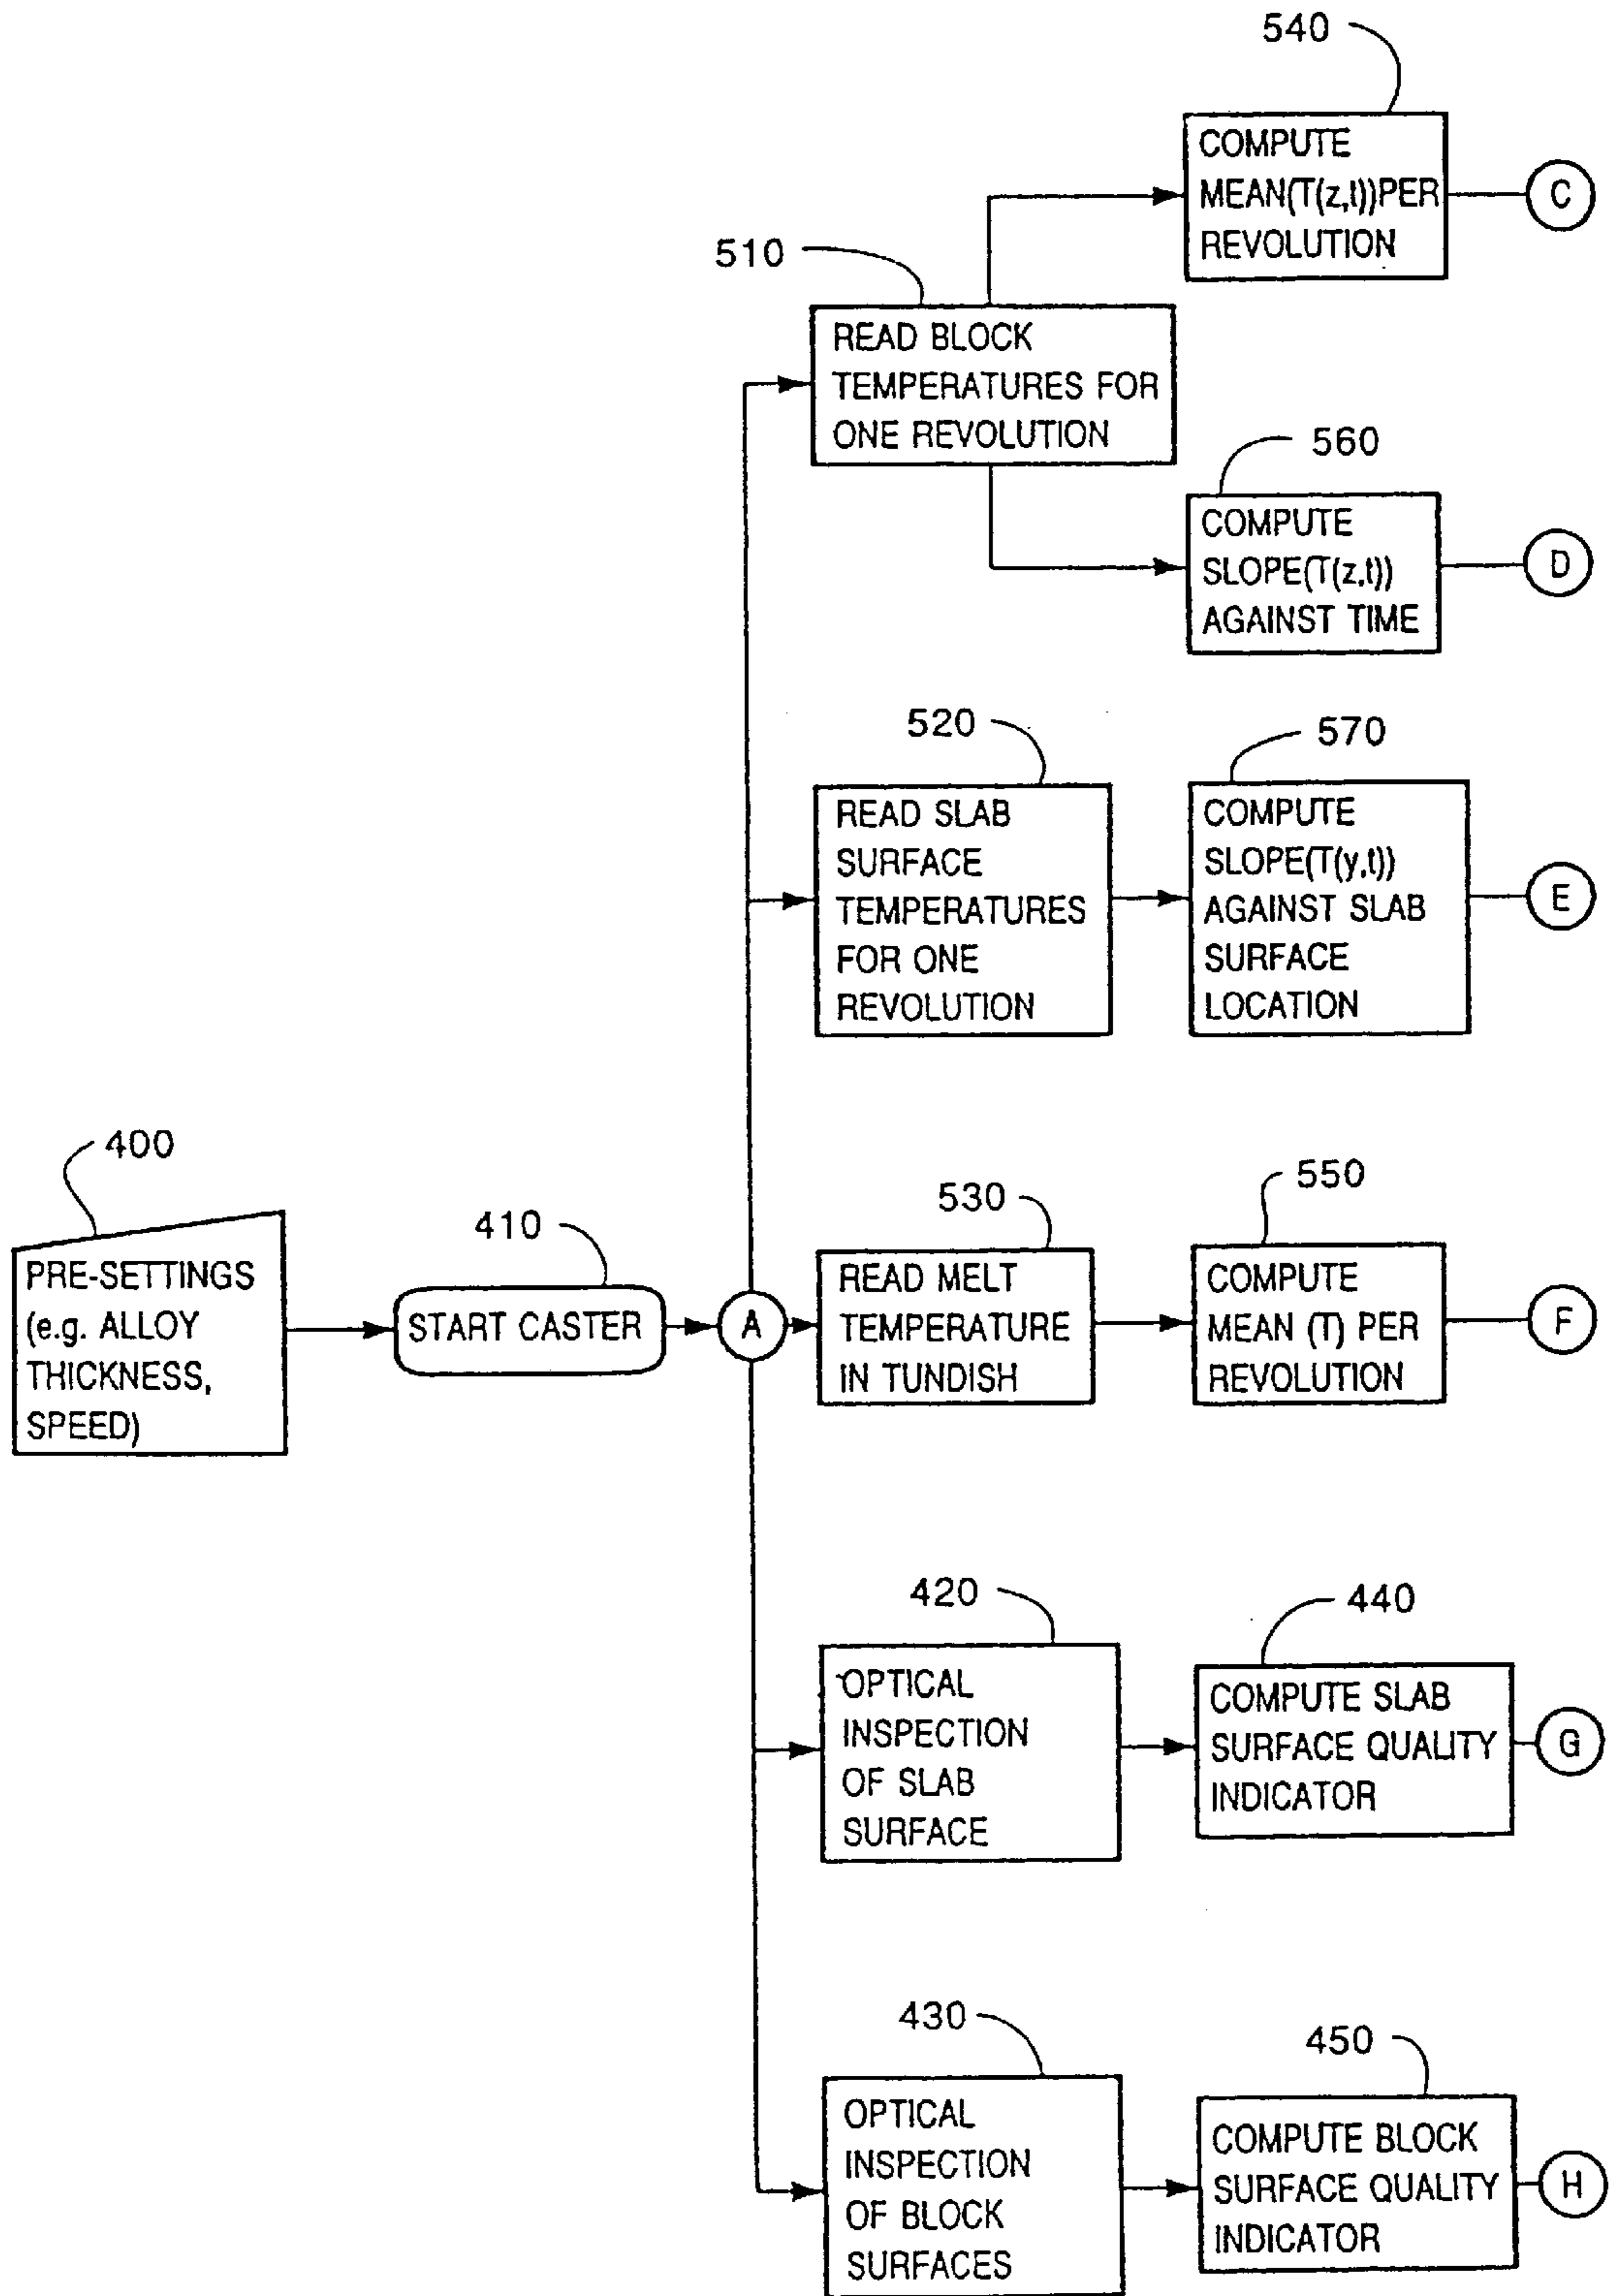 540
COMPUTE
MEAN(T(z,t))PER
REVOLUTION
C
510
READ BLOCK
TEMPERATURES FOR
ONE REVOLUTION
560
COMPUTE
SLOPE(T(z,t))
AGAINST TIME
D
520
READ SLAB
SURFACE
TEMPERATURES
FOR ONE
REVOLUTION
570
COMPUTE
SLOPE(T(y,t))
AGAINST SLAB
SURFACE
LOCATION
E
400
PRE-SETTINGS
(e.g. ALLOY
THICKNESS,
SPEED)
410
START CASTER
A
530
READ MELT
TEMPERATURE
IN TUNDISH
550
COMPUTE
MEAN (T) PER
REVOLUTION
F
420
OPTICAL
INSPECTION
OF SLAB
SURFACE
440
COMPUTE SLAB
SURFACE QUALITY
INDICATOR
G
430
OPTICAL
INSPECTION
OF BLOCK
SURFACES
450
COMPUTE BLOCK
SURFACE QUALITY
INDICATOR
H